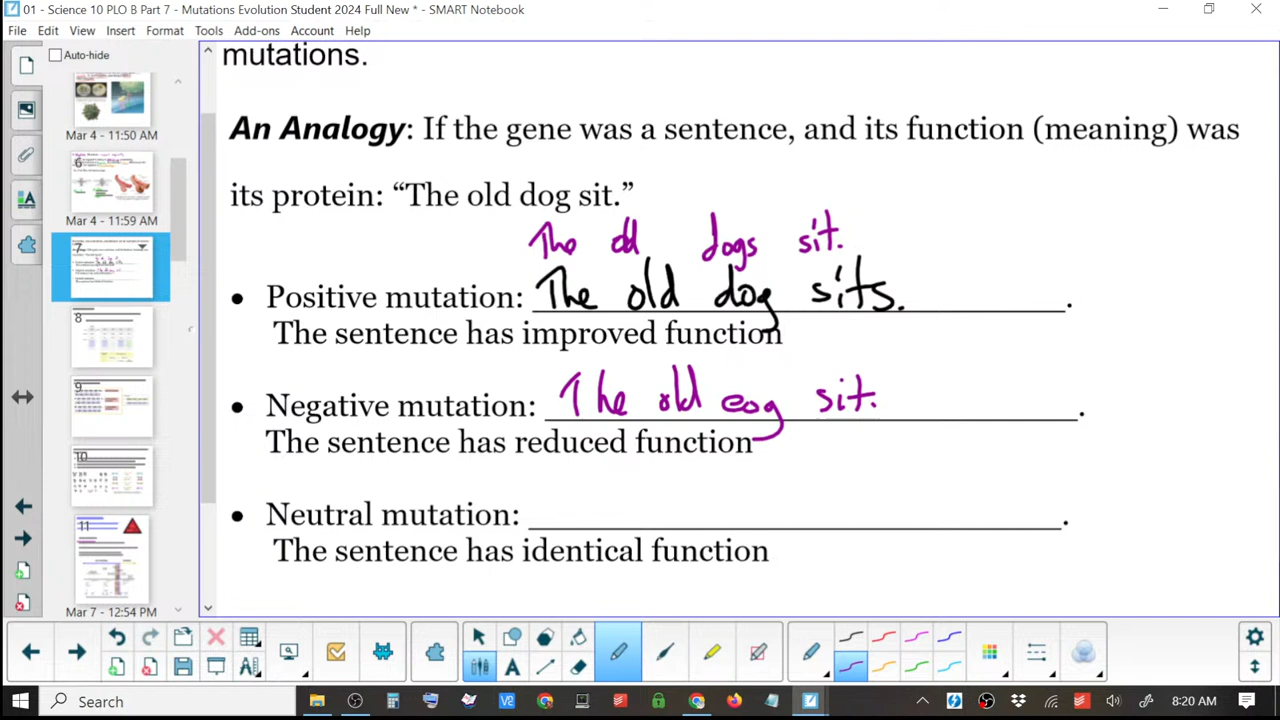 01 - Science 10 PLO B Part 7 - Mutations Evolution Student 2024 Full New * - SMART Notebook
File Edit View Insert Format Tools Add-ons Account Help
Auto-hide
Mar 4 - 11:50 AM
6
Mar 4 - 11:59 AM
7
8
9
10
11
Mar 7 - 12:54 PM
mutations.
An Analogy: If the gene was a sentence, and its function (meaning) was
its protein: “The old dog sit.”
The old dogs sit.
• Positive mutation: The old dog sits.
The sentence has improved function
• Negative mutation: The old eog sit.
The sentence has reduced function
• Neutral mutation: ____.
The sentence has identical function
Search
8:20 AM